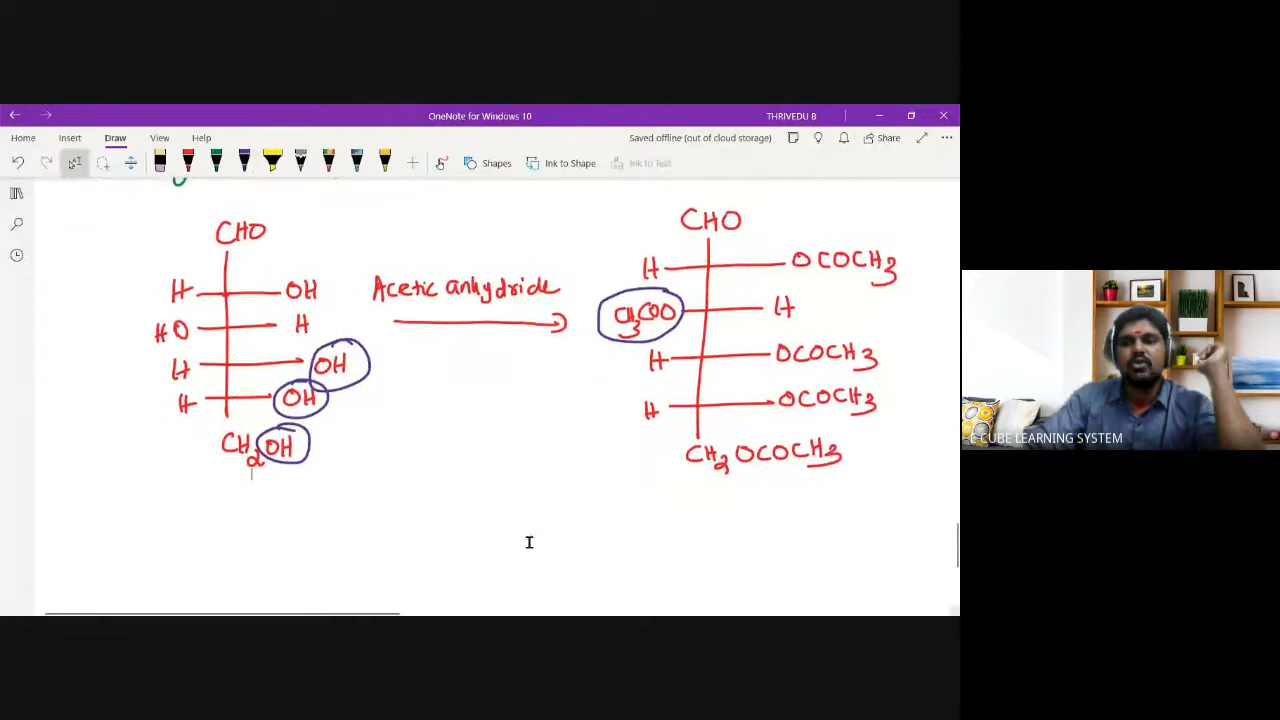 OneNote for Windows 10
THRIVEDU B
Home Insert Draw View Help
Saved offline (out of cloud storage)
Share
Shapes
Ink to Shape
Ink to Text
CHO
H OH
HO H
H OH
H OH
CH2OH
Acetic anhydride
CHO
H OCOCH3
CH3COO H
H OCOCH3
H OCOCH3
CH2OCOCH3
E CUBE LEARNING SYSTEM